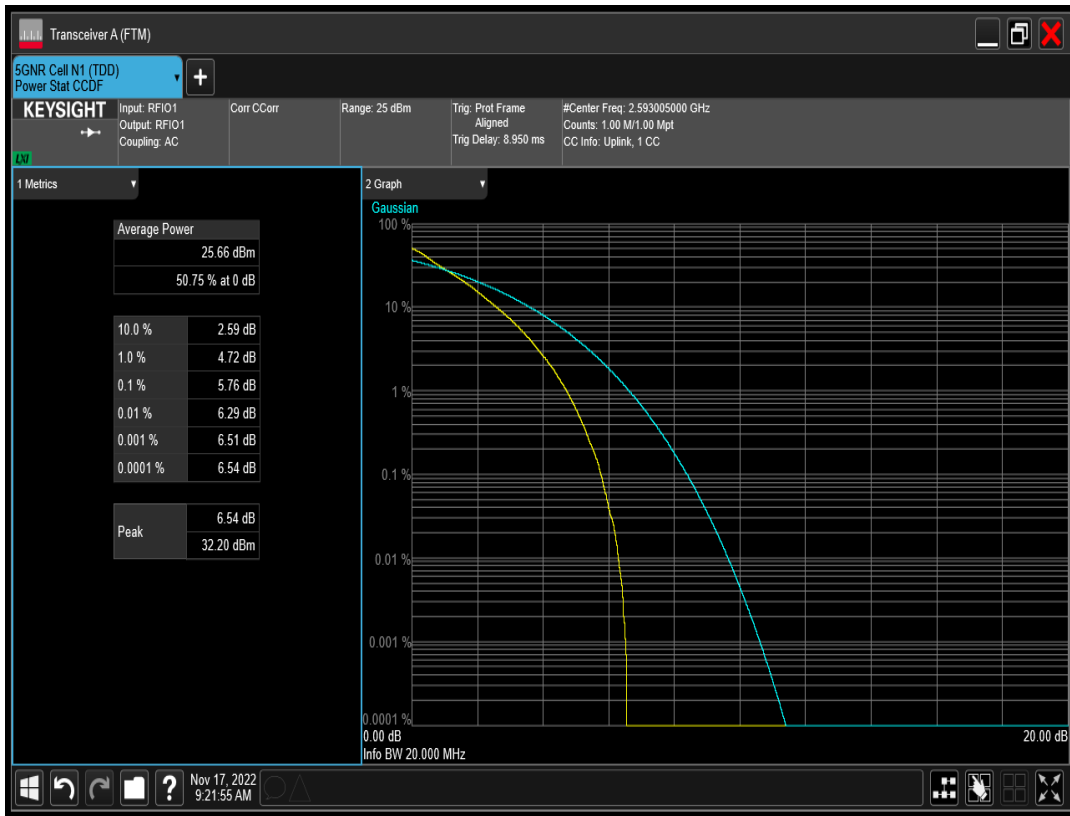 Transceiver A (FTM)
5GNR Cell N1 (TDD)
Power Stat CCDF
+
KEYSIGHT
LXI
Input: RFIO1
Output: RFIO1
Coupling: AC
Corr CCorr
Range: 25 dBm
Trig: Prot Frame
Aligned
Trig Delay: 8.950 ms
#Center Freq: 2.593005000 GHz
Counts: 1.00 M/1.00 Mpt
CC Info: Uplink, 1 CC
1 Metrics
Average Power
25.66 dBm
50.75 % at 0 dB
10.0 % 2.59 dB
1.0 % 4.72 dB
0.1 % 5.76 dB
0.01 % 6.29 dB
0.001 % 6.51 dB
0.0001 % 6.54 dB
Peak
6.54 dB
32.20 dBm
2 Graph
Gaussian
100 %
10 %
1 %
0.1 %
0.01 %
0.001 %
0.0001 %
0.00 dB 20.00 dB
Info BW 20.000 MHz
?
Nov 17, 2022
9:21:55 AM